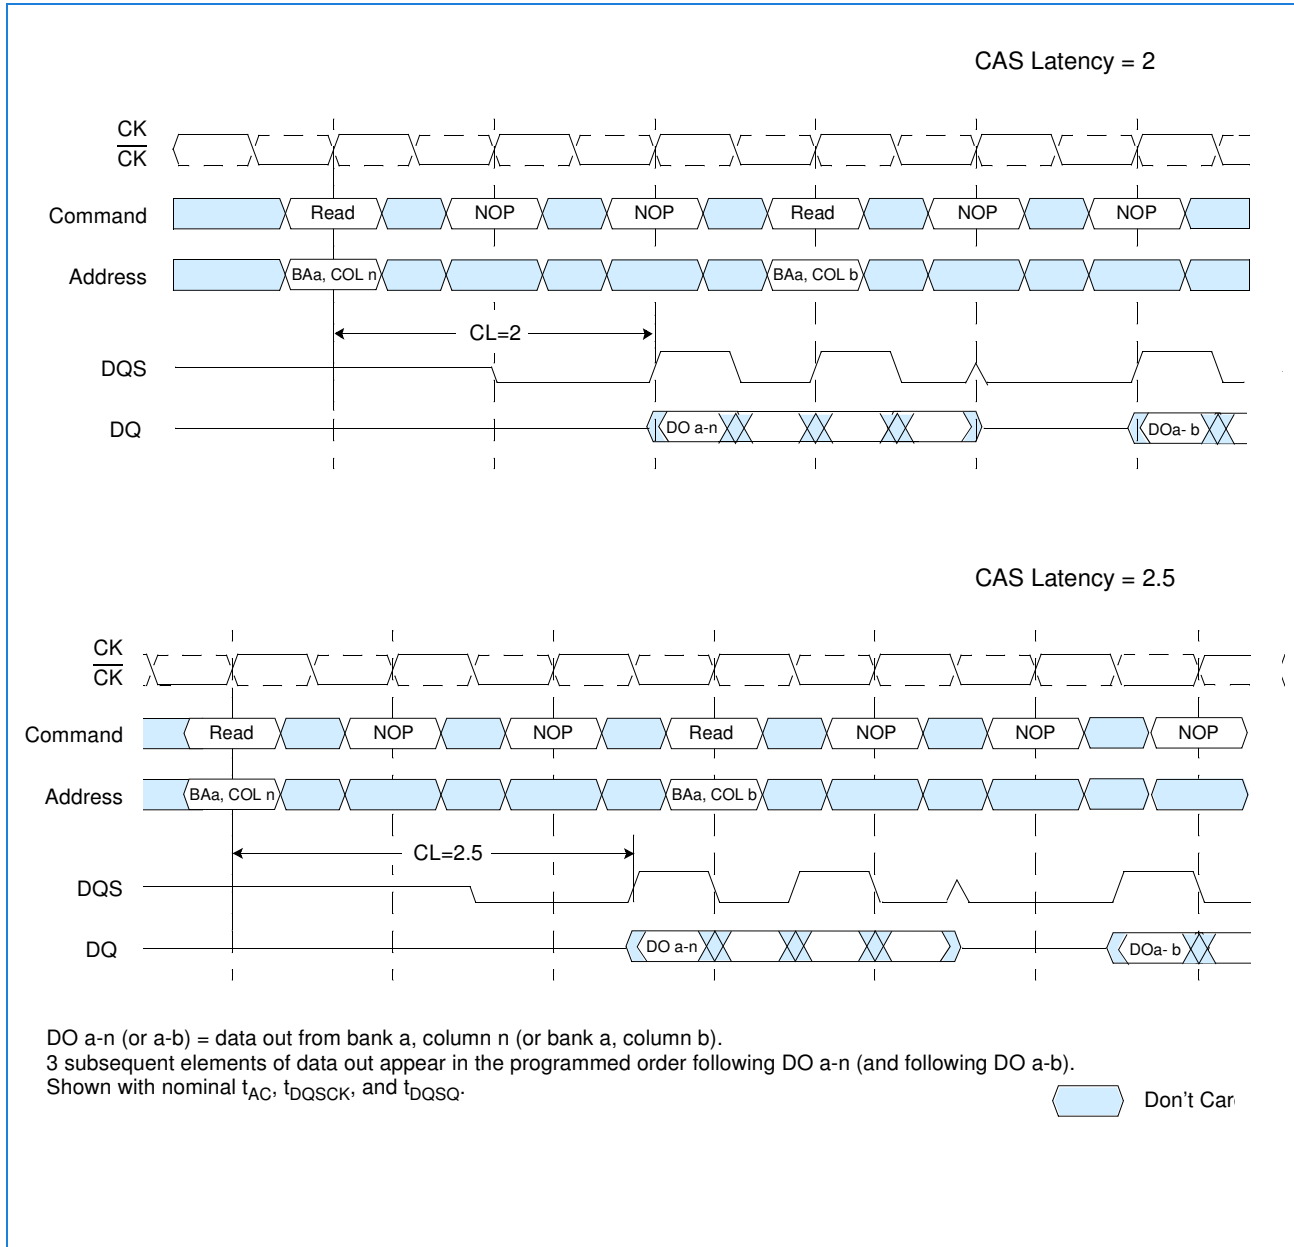 CAS Latency = 2
CK
CK
Command Read NOP NOP Read NOP NOP
Address BAa, COL n BAa, COL b
CL=2
DQS
DQ DO a-n DOa- b
CAS Latency = 2.5
CK
CK
Command Read NOP NOP Read NOP NOP NOP
Address BAa, COL n BAa, COL b
CL=2.5
DQS
DQ DO a-n DOa- b
DO a-n (or a-b) = data out from bank a, column n (or bank a, column b).
3 subsequent elements of data out appear in the programmed order following DO a-n (and following DO a-b).
Shown with nominal tAC, tDQSCK, and tDQSQ.
Don't Car